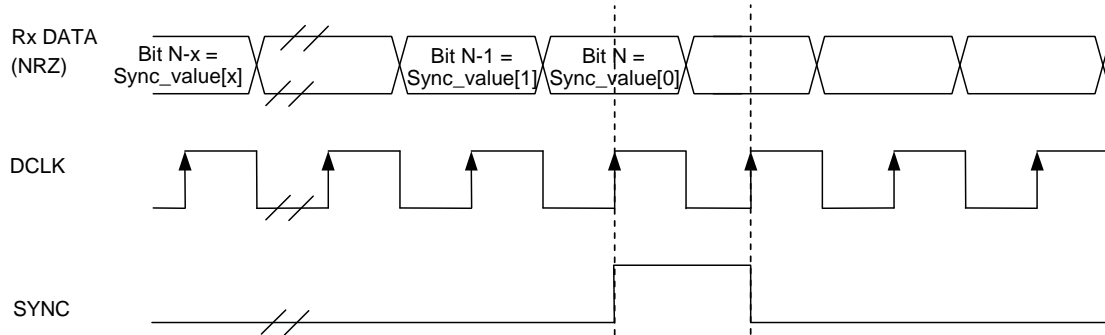 Rx DATA
(NRZ)
Bit N-x =
Sync_value[x]
Bit N-1 =
Sync_value[1]
Bit N =
Sync_value[0]
DCLK
SYNC